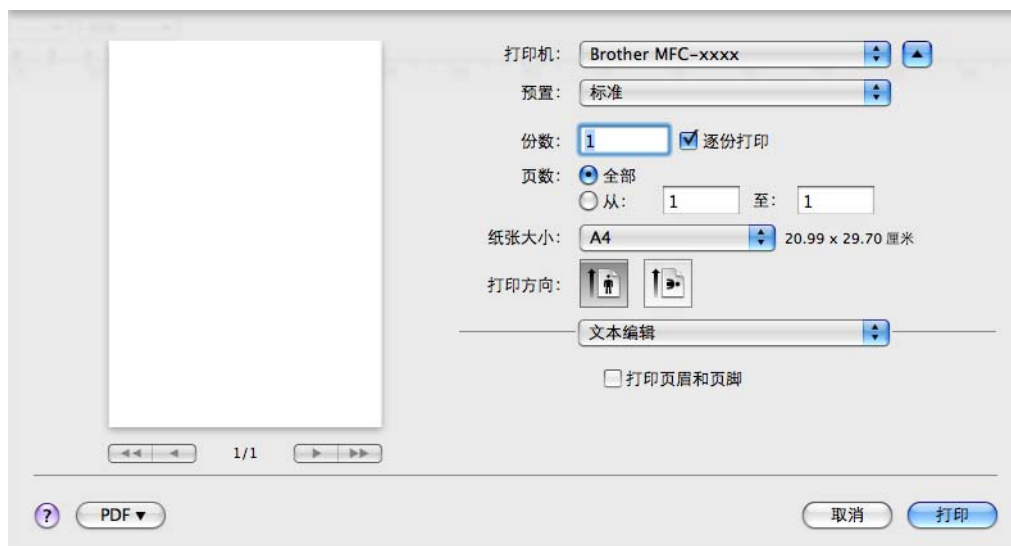 打印机： Brother MFC-xxxx
预置： 标准
份数： 1 逐份打印
页数： 全部
从： 1 至： 1
纸张大小： A4 20.99 x 29.70 厘米
打印方向：
文本编辑
打印页眉和页脚
1/1
? PDF▼ 取消 打印